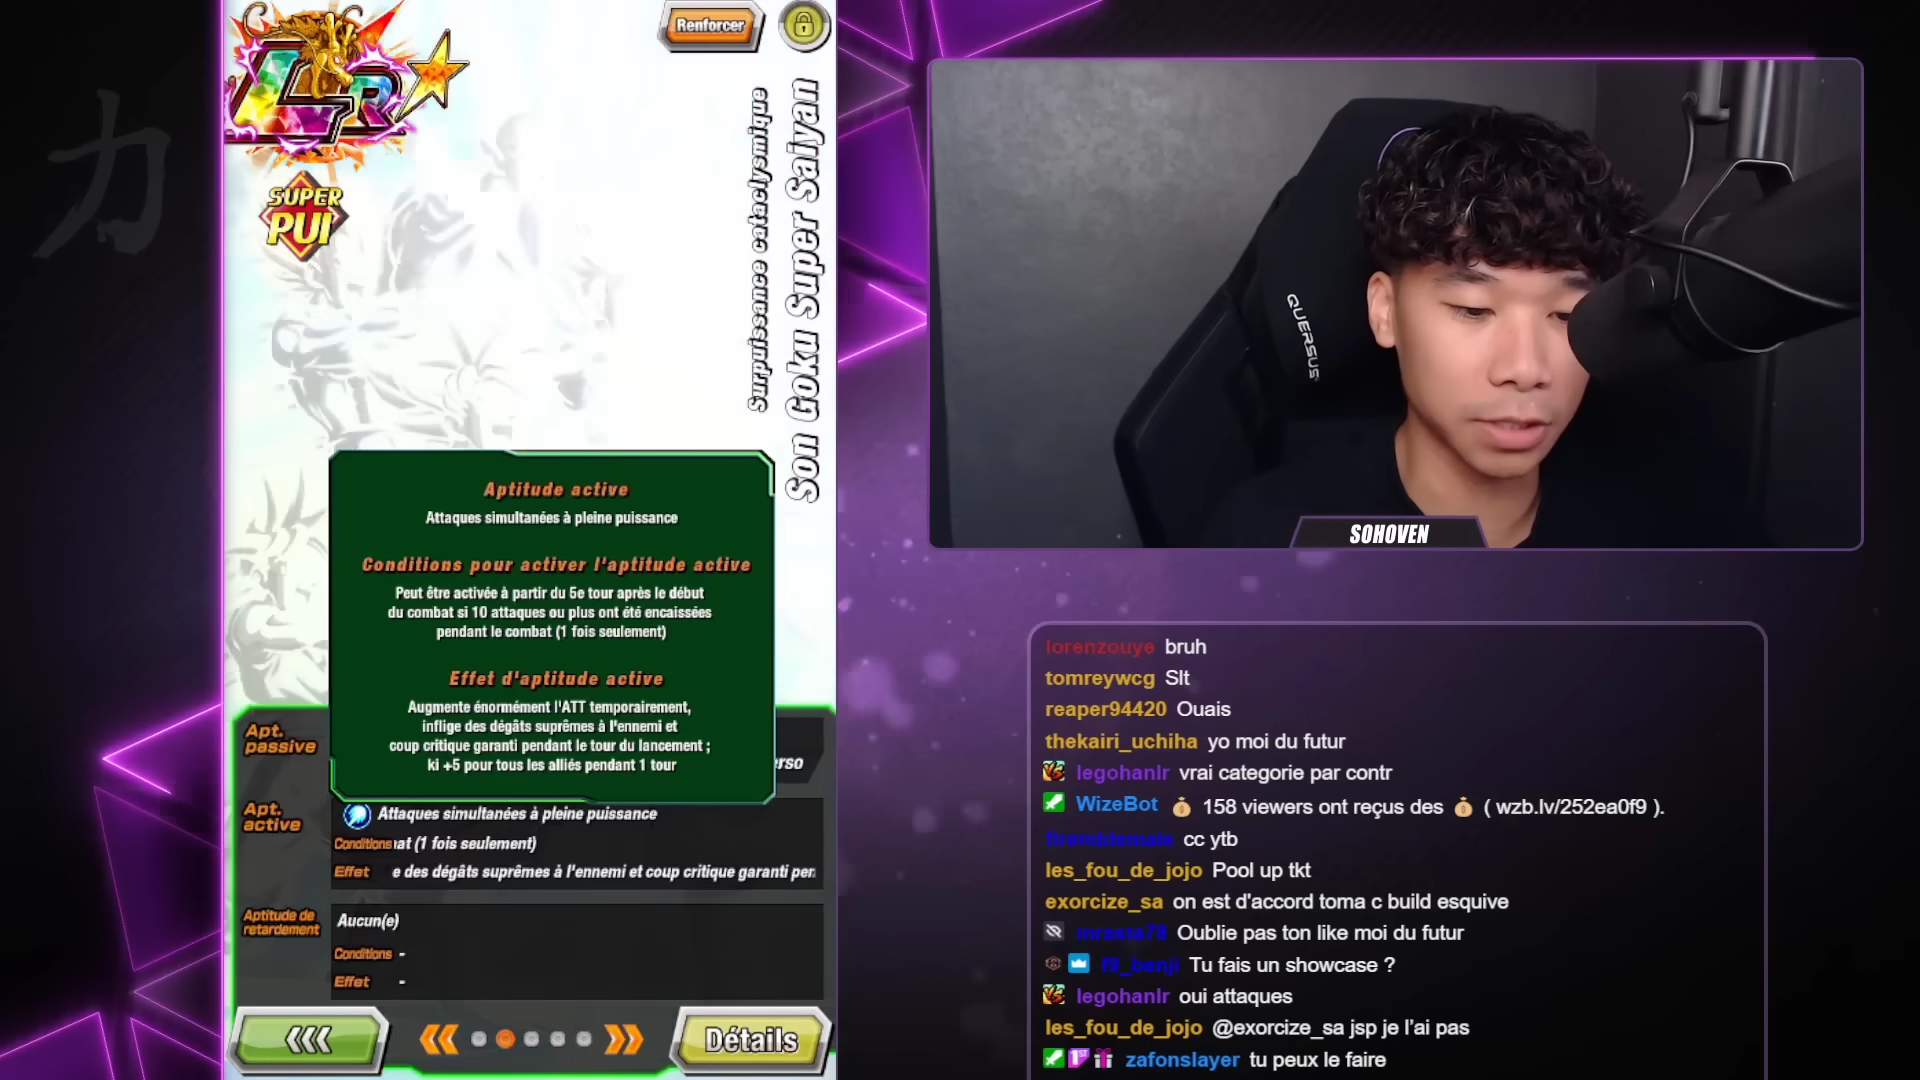 力
LR
SUPER
PUI
Renforcer
Surpuissance cataclysmique
Son Goku Super Saiyan
Aptitude active
Attaques simultanées à pleine puissance
Conditions pour activer l'aptitude active
Peut être activée à partir du 5e tour après le début
du combat si 10 attaques ou plus ont été encaissées
pendant le combat (1 fois seulement)
Effet d'aptitude active
Augmente énormément l'ATT temporairement,
inflige des dégâts suprêmes à l'ennemi et
coup critique garanti pendant le tour du lancement ;
ki +5 pour tous les alliés pendant 1 tour
Apt.
passive
erso
Apt.
active
Attaques simultanées à pleine puissance
Conditions
at (1 fois seulement)
Effet
e des dégâts suprêmes à l'ennemi et coup critique garanti pen
Aptitude de
retardement
Aucun(e)
Conditions -
Effet -
Détails
QUERSUS
SOHOVEN
lorenzouye bruh
tomreywcg Slt
reaper94420 Ouais
thekairi_uchiha yo moi du futur
legohanlr vrai categorie par contr
WizeBot 158 viewers ont reçus des ( wzb.lv/252ea0f9 ).
firemblemale cc ytb
les_fou_de_jojo Pool up tkt
exorcize_sa on est d'accord toma c build esquive
mrasta78 Oublie pas ton like moi du futur
f9_benji Tu fais un showcase ?
legohanlr oui attaques
les_fou_de_jojo @exorcize_sa jsp je l'ai pas
1ST zafonslayer tu peux le faire